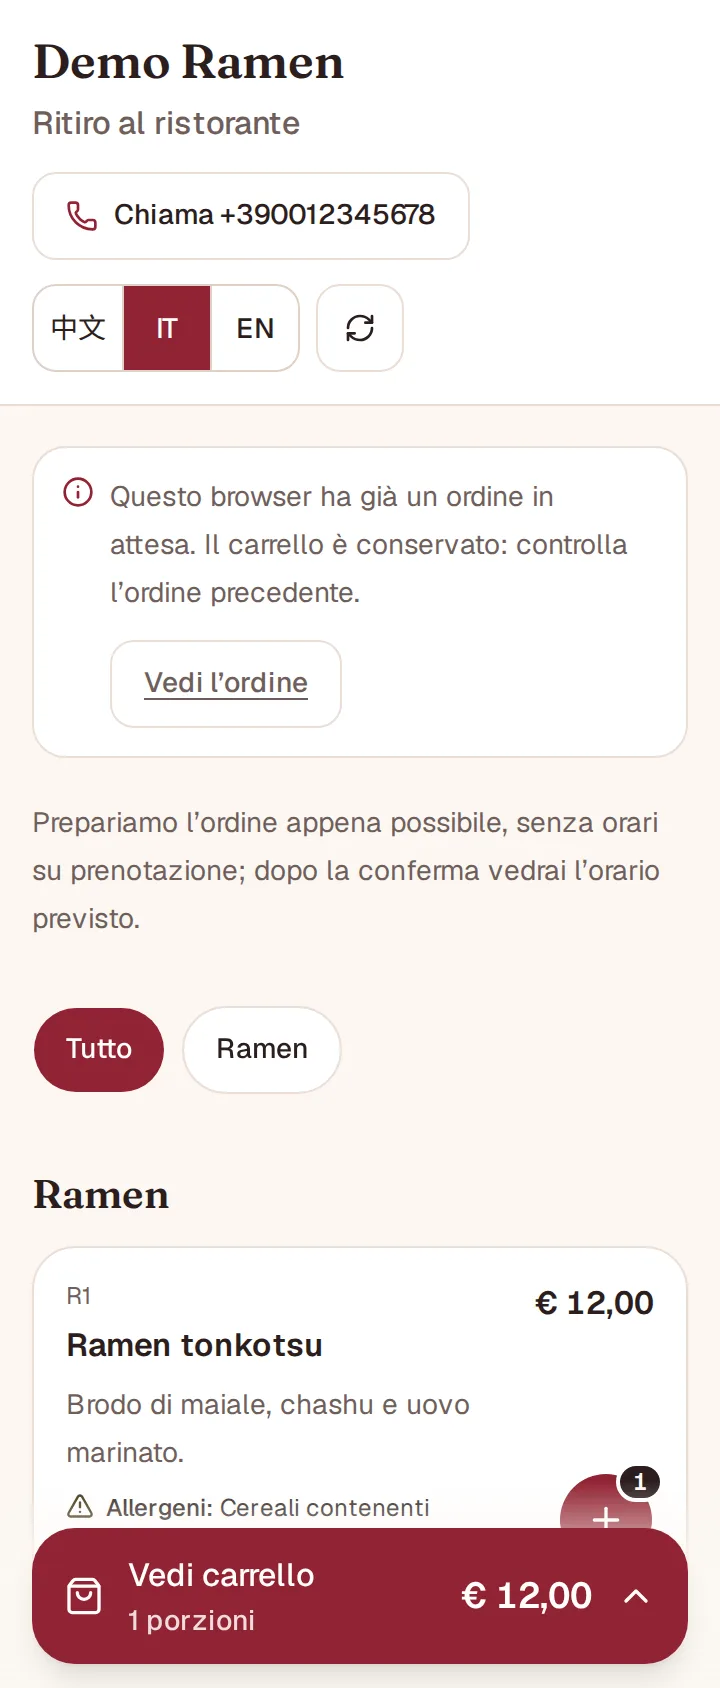 Demo Ramen
Ritiro al ristorante
Chiama +390012345678
中文 IT EN
Questo browser ha già un ordine in
attesa. Il carrello è conservato: controlla
l’ordine precedente.
Vedi l’ordine
Prepariamo l’ordine appena possibile, senza orari
su prenotazione; dopo la conferma vedrai l’orario
previsto.
Tutto Ramen
Ramen
R1
€ 12,00
Ramen tonkotsu
Brodo di maiale, chashu e uovo
marinato.
1
Allergeni: Cereali contenenti
Vedi carrello
1 porzioni
€ 12,00